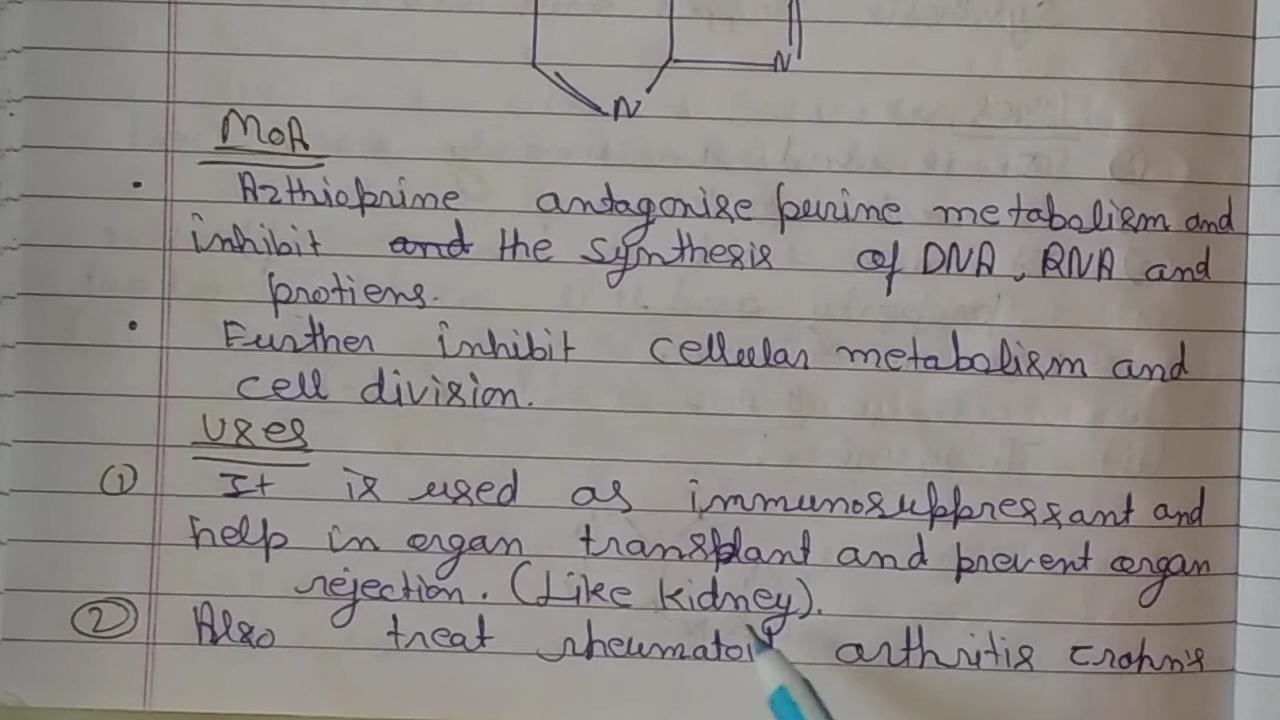 N
N
MOA
Azthioprine antagonise purine metabolism and
inhibit and the synthesis of DNA, RNA and
protiens.
Further inhibit cellular metabolism and
cell division.
Uses
① It is used as immunosuppressant and
help in organ transplant and prevent organ
rejection. (Like kidney).
② Also treat rheumatoid arthritis crohn's